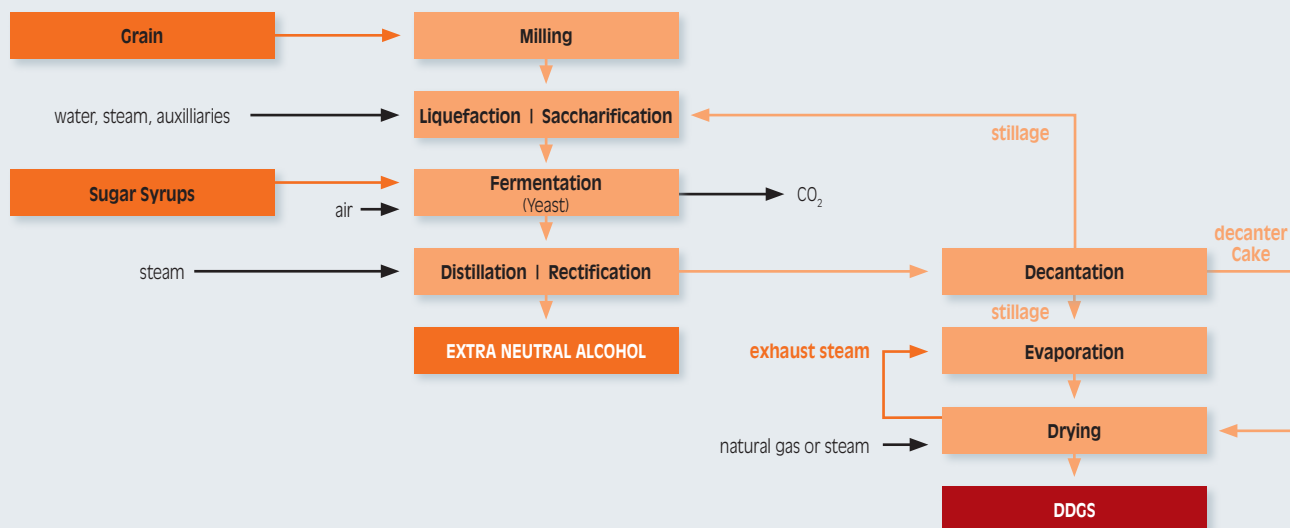 Grain
Milling
water, steam, auxilliaries
Liquefaction | Saccharification
stillage
Sugar Syrups
Fermentation
(Yeast)
air
CO2
decanter
Cake
steam
Distillation | Rectification
Decantation
stillage
EXTRA NEUTRAL ALCOHOL
exhaust steam
Evaporation
Drying
natural gas or steam
DDGS